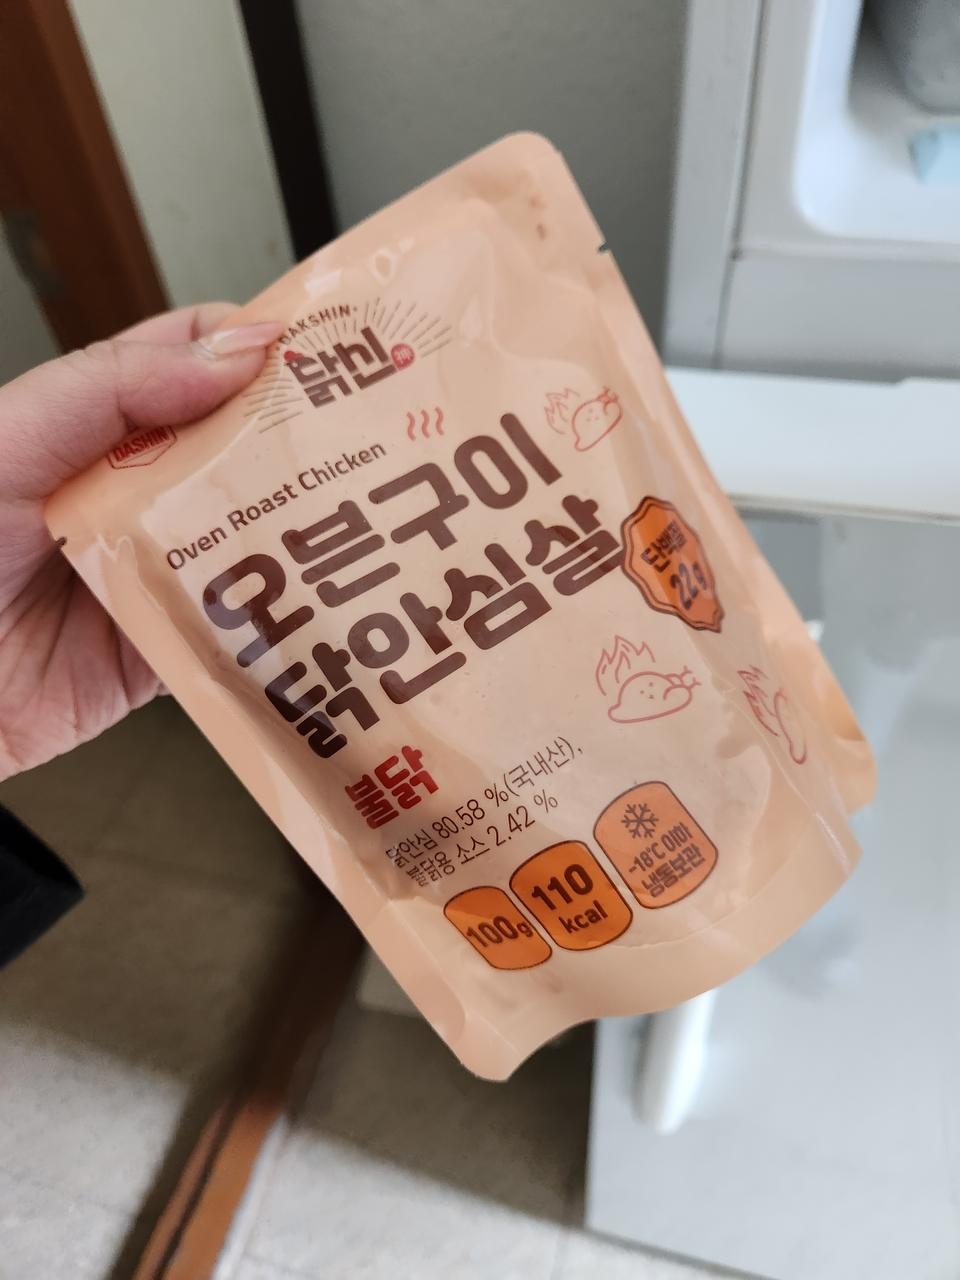 DAKSHIN
닭신
DASHIN
Oven Roast Chicken
오븐구이
닭안심살
단백질
22g
불닭
닭안심 80.58 %(국내산),
불닭용 소스 2.42 %
100g
110
kcal
-18℃ 이하
냉동보관